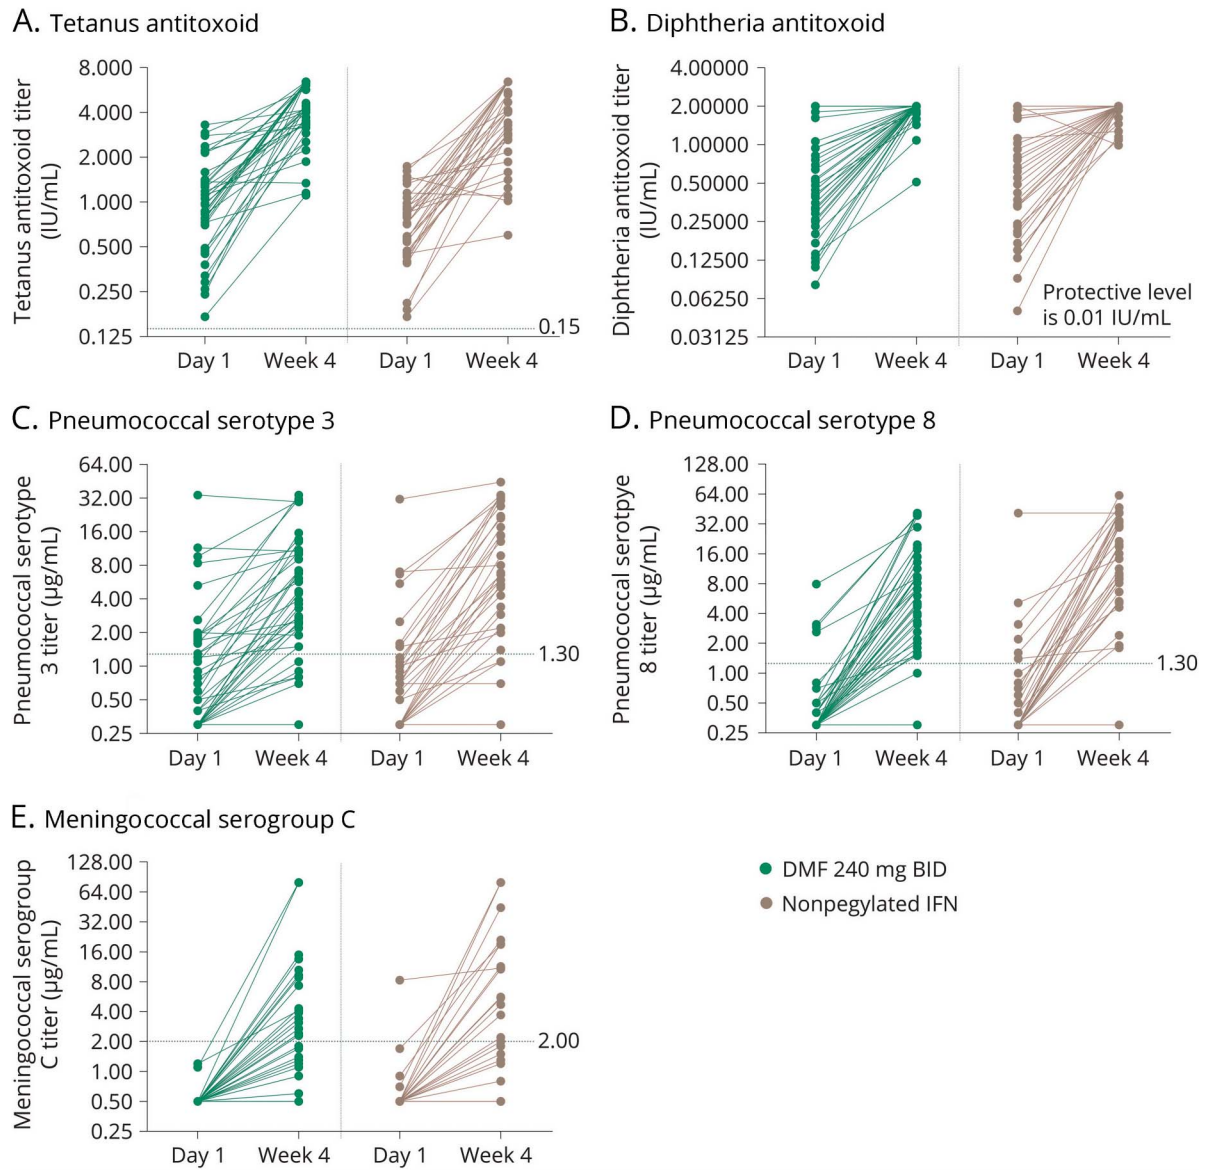 A. Tetanus antitoxoid
Tetanus antitoxoid titer
(IU/mL)
8.000
4.000
2.000
1.000
0.500
0.250
0.125
0.15
Day 1
Week 4
Day 1
Week 4
B. Diphtheria antitoxoid
Diphtheria antitoxoid titer
(IU/mL)
4.00000
2.00000
1.00000
0.50000
0.25000
0.12500
0.06250
0.03125
Protective level
is 0.01 IU/mL
Day 1
Week 4
Day 1
Week 4
C. Pneumococcal serotype 3
Pneumococcal serotype
3 titer (µg/mL)
64.00
32.00
16.00
8.00
4.00
2.00
1.00
0.50
0.25
1.30
Day 1
Week 4
Day 1
Week 4
D. Pneumococcal serotype 8
Pneumococcal serotpye
8 titer (µg/mL)
128.00
64.00
32.00
16.00
8.00
4.00
2.00
1.00
0.50
0.25
1.30
Day 1
Week 4
Day 1
Week 4
E. Meningococcal serogroup C
Meningococcal serogroup
C titer (µg/mL)
128.00
64.00
32.00
16.00
8.00
4.00
2.00
1.00
0.50
0.25
2.00
Day 1
Week 4
Day 1
Week 4
DMF 240 mg BID
Nonpegylated IFN